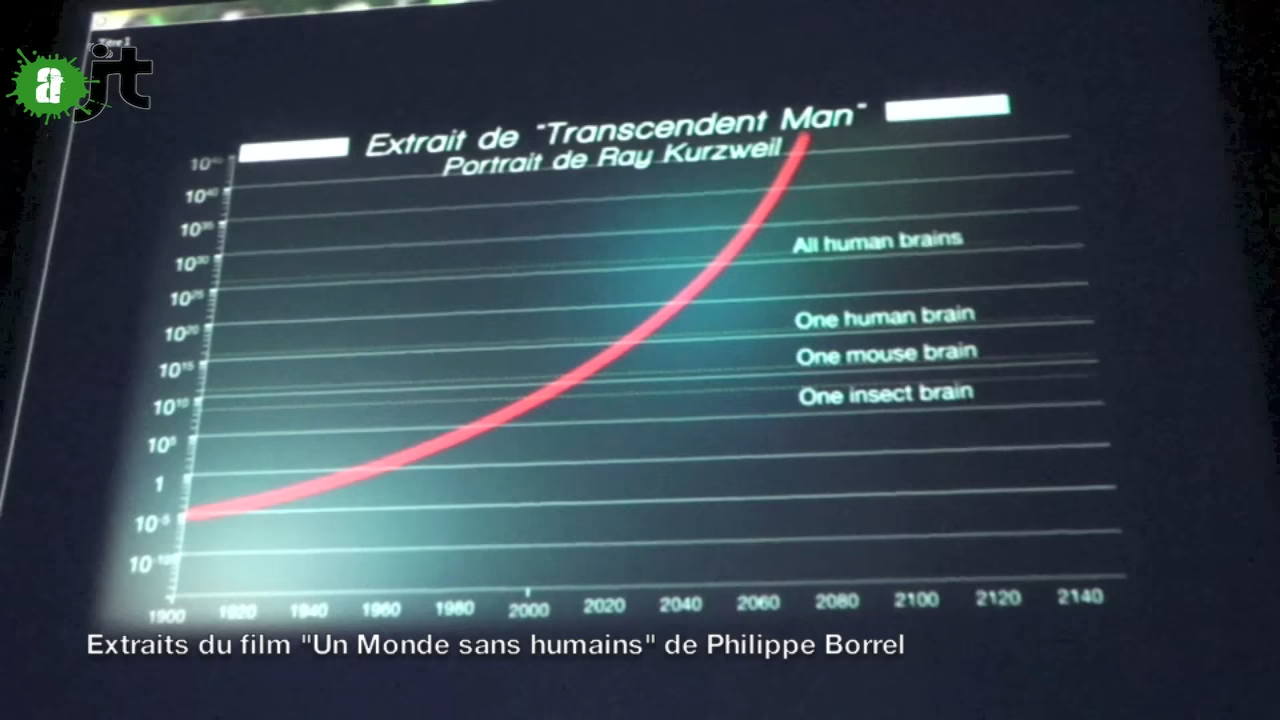 ajt
Extrait de "Transcendent Man"
Portrait de Ray Kurzweil
10⁴⁰
10³⁵
10³⁰
10²⁵
10²⁰
10¹⁵
10¹⁰
10⁵
1
10⁻⁵
10⁻¹⁰
All human brains
One human brain
One mouse brain
One insect brain
1900 1920 1940 1960 1980 2000 2020 2040 2060 2080 2100 2120 2140
Extraits du film "Un Monde sans humains" de Philippe Borrel